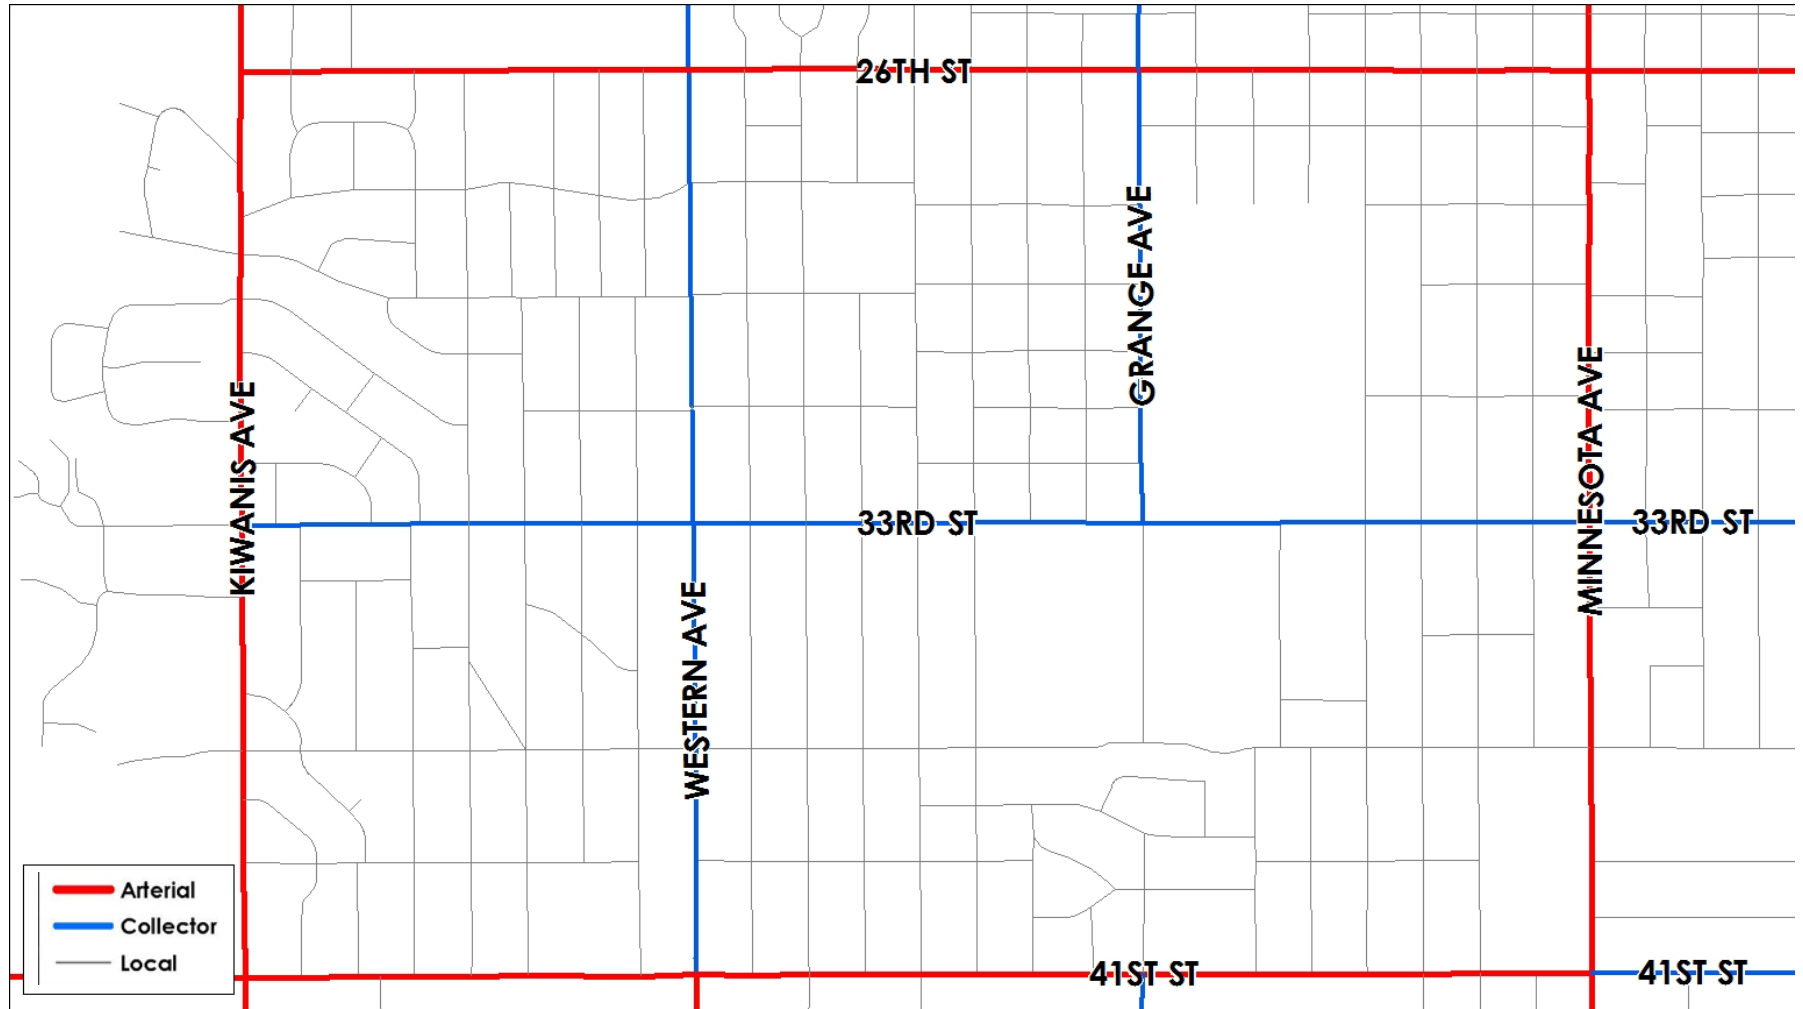 26TH ST
GRANGE AVE
MINNESOTA AVE
KIWANIS AVE
33RD ST
33RD ST
WESTERN AVE
Arterial
Collector
Local
41ST ST
41ST ST